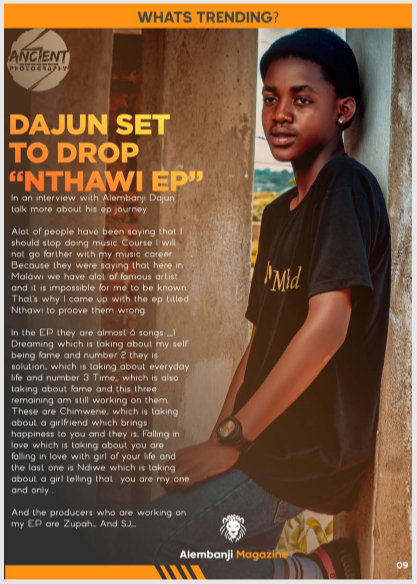 WHATS TRENDING?
ANCIENT
PHOTOGRAPHY
DAJUN SET
TO DROP
“NTHAWI EP”
In an interview with Alembanji Dajun
talk more about his ep journey
Alot of people have been saying that I
should stop doing music. Course I will
not go farther with my music career.
Because they were saying that here in
Malawi we have alot of famous artist
and it is impossible for me to be known
That's why I came up with the ep titled
Nthawi to proove them wrong.
In the EP they are almost 6 songs ...1
Dreaming which is taking about my self
being fame and number 2 they is
solution, which is taking about everyday
life and number 3 Time,, which is also
taking about fame and this three
remaining am still working on them.
These are Chimwene, which is taking
about a girlfriend which brings
happiness to you and they is, Falling in
love which is taking about you are
falling in love with girl of your life and
the last one is Ndiwe which is taking
about a girl telling that you are my one
and only .
And the producers who are working on
my EP are Zupah,, And SJ...
Alembanji Magazine
09